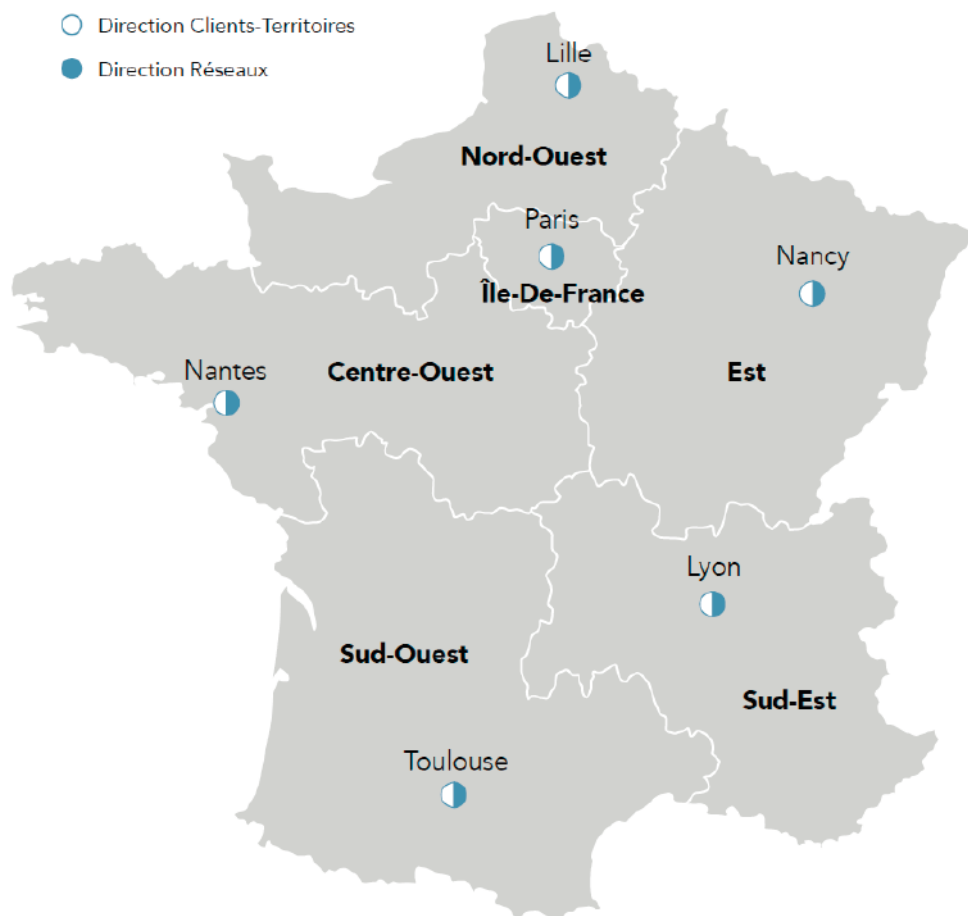 Direction Clients-Territoires
Direction Réseaux
Lille
Nord-Ouest
Paris
Nancy
Île-De-France
Nantes
Centre-Ouest
Est
Lyon
Sud-Ouest
Sud-Est
Toulouse